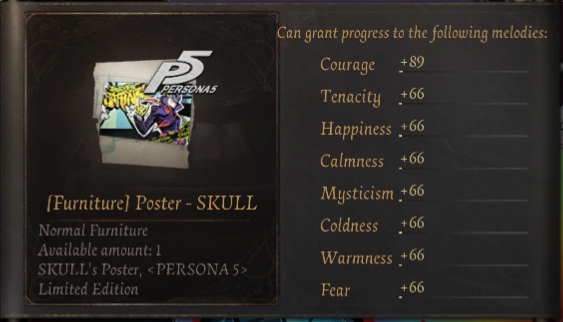 Can grant progress to the following melodies:
P5
PERSONA5
Courage +89
Tenacity +66
Happiness +66
Calmness +66
Mysticism +66
Coldness +66
Warmness +66
Fear +66
[Furniture] Poster - SKULL
Normal Furniture
Available amount: 1
SKULL's Poster, <PERSONA 5>
Limited Edition